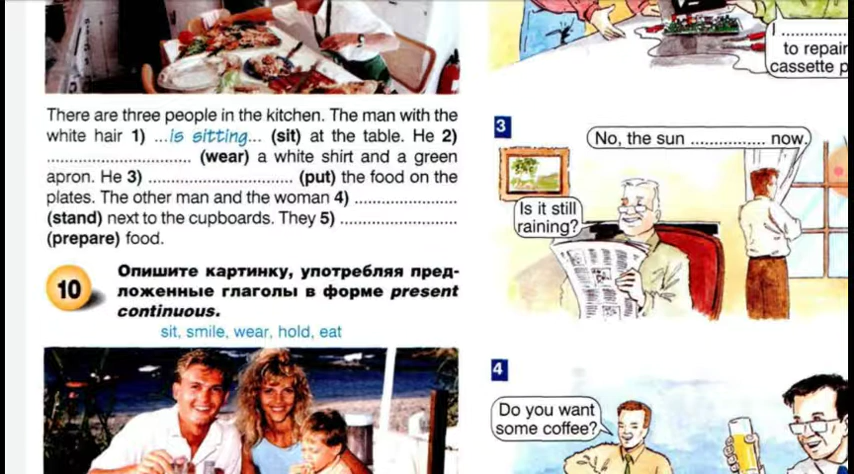 There are three people in the kitchen. The man with the
white hair 1) ...is sitting... (sit) at the table. He 2)
.............................. (wear) a white shirt and a green
apron. He 3) .............................. (put) the food on the
plates. The other man and the woman 4) .....................
(stand) next to the cupboards. They 5) ........................
(prepare) food.
10
Опишите картинку, употребляя пред-
ложенные глаголы в форме present
continuous.
sit, smile, wear, hold, eat
I ..............
to repair
cassette p
3
No, the sun ............... now.
Is it still
raining?
4
Do you want
some coffee?